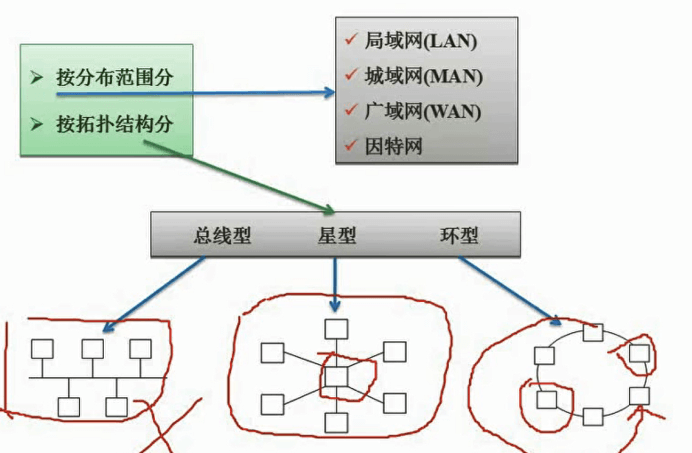 按分布范围分
按拓扑结构分
局域网(LAN)
城域网(MAN)
广域网(WAN)
因特网
总线型 星型 环型